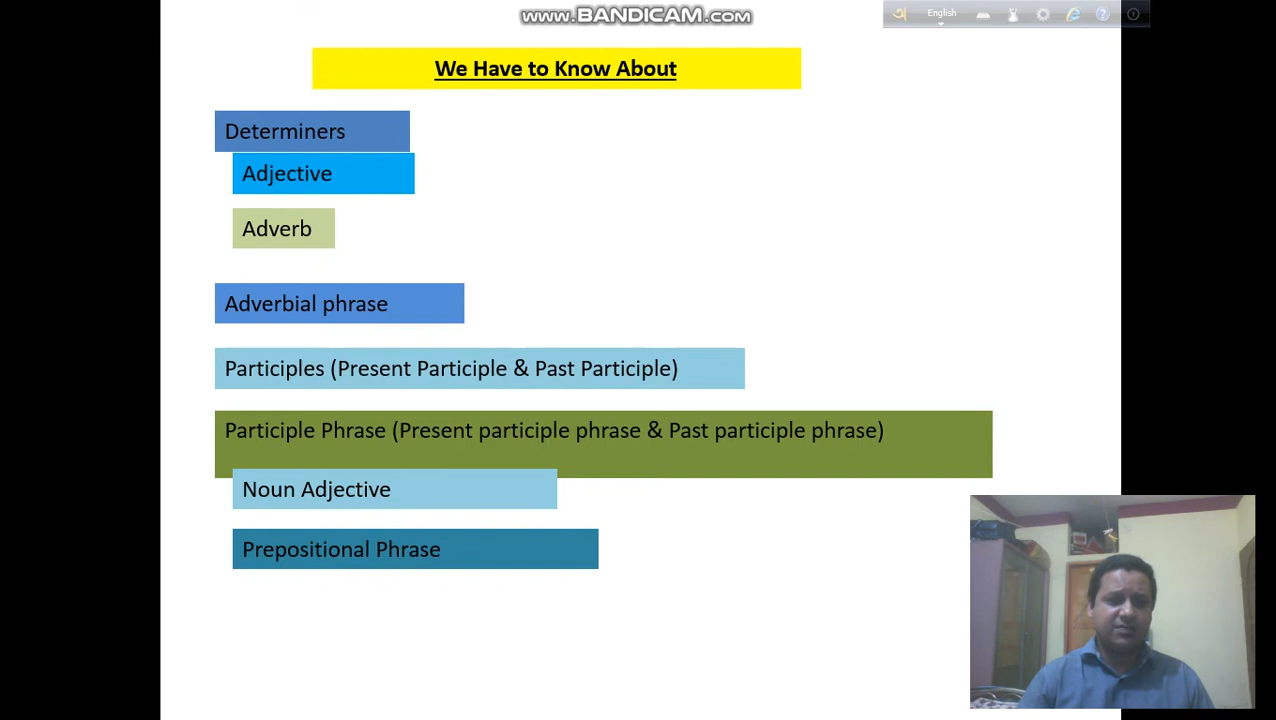 www.BANDICAM.com
English
We Have to Know About
Determiners
Adjective
Adverb
Adverbial phrase
Participles (Present Participle & Past Participle)
Participle Phrase (Present participle phrase & Past participle phrase)
Noun Adjective
Prepositional Phrase